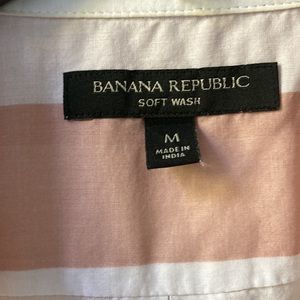 BANANA REPUBLIC
SOFT WASH
M
MADE IN
INDIA